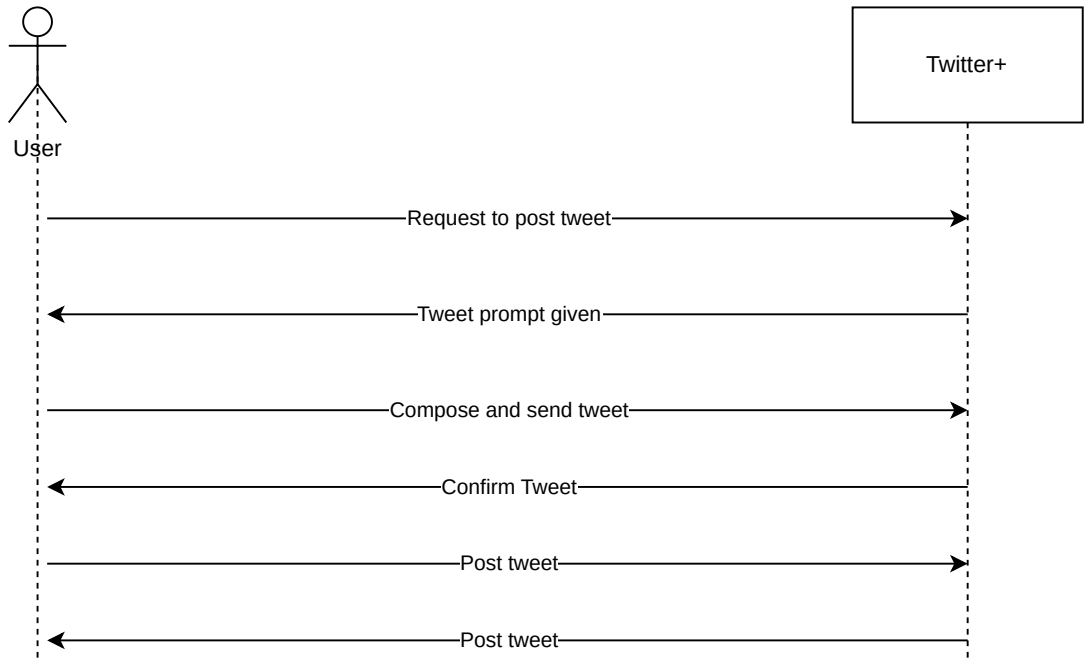 Twitter+
User
Request to post tweet
Tweet prompt given
Compose and send tweet
Confirm Tweet
Post tweet
Post tweet